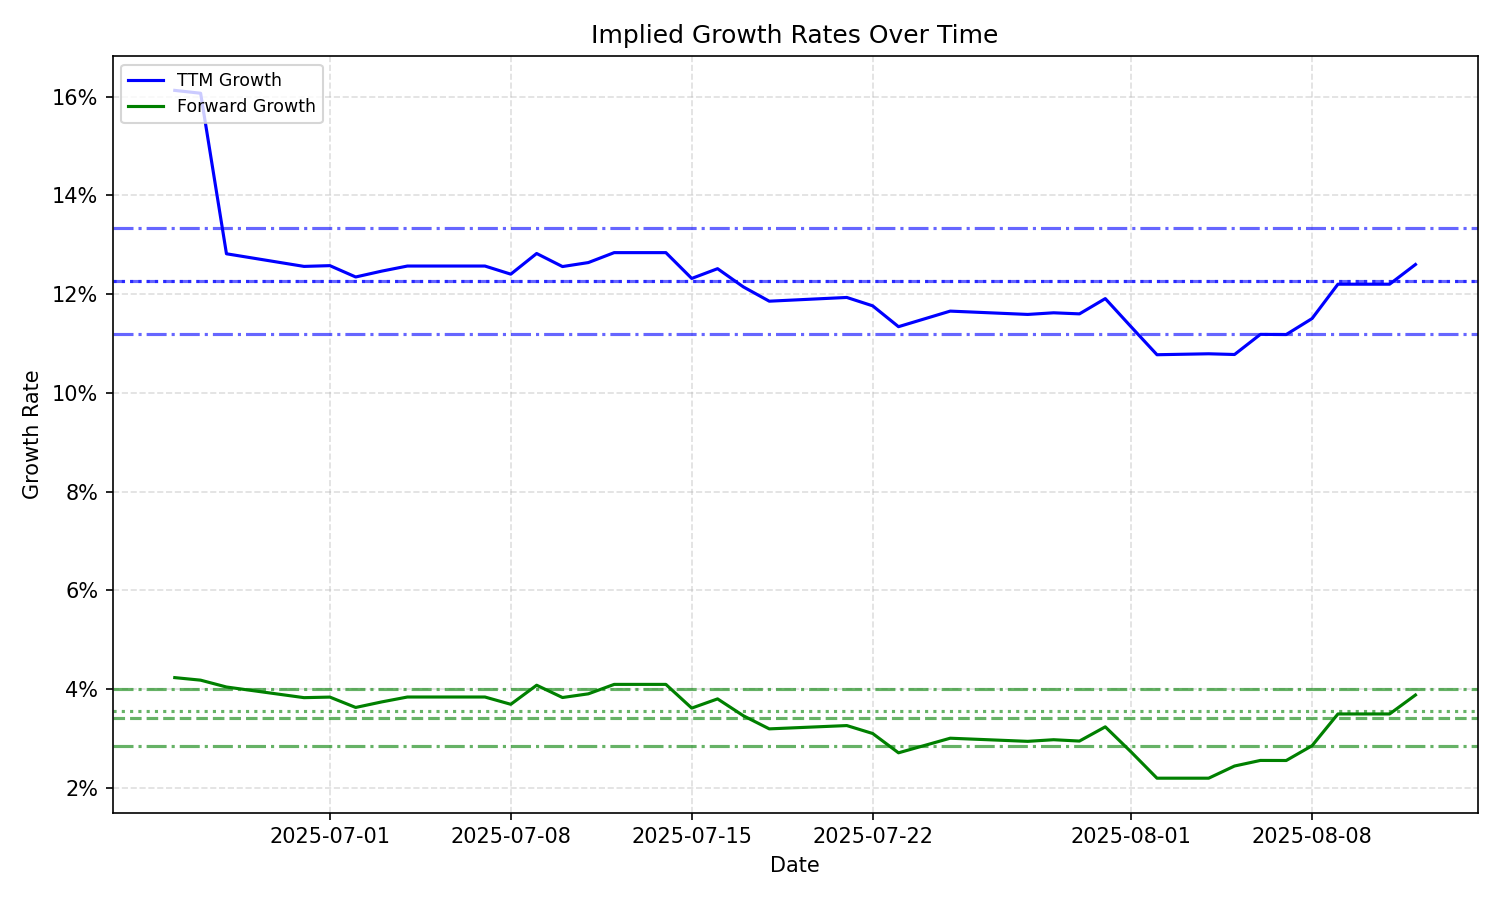 Implied Growth Rates Over Time
TTM Growth
Forward Growth
16%
14%
12%
10%
8%
6%
4%
2%
Growth Rate
2025-07-01
2025-07-08
2025-07-15
2025-07-22
2025-08-01
2025-08-08
Date